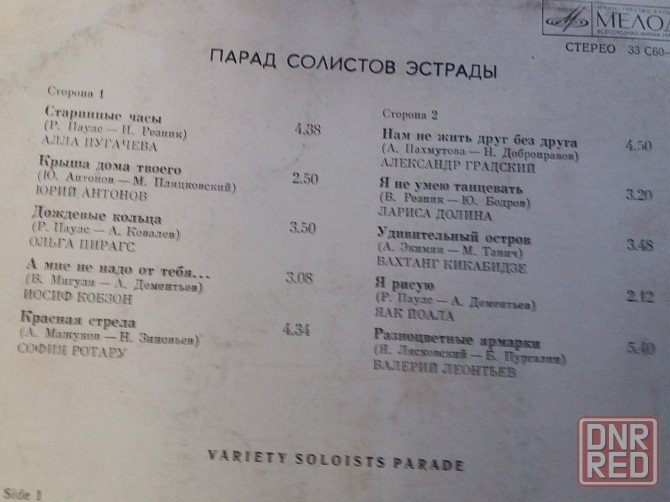 МЕЛОД
СТЕРЕО 33 С60-
ПАРАД СОЛИСТОВ ЭСТРАДЫ
Сторона 1
Старинные часы
(Р. Паулс — И. Резник) 4.38
АЛЛА ПУГАЧЕВА
Крыша дома твоего
(Ю. Антонов — М. Пляцковский) 2.50
ЮРИЙ АНТОНОВ
Дождевые кольца
(Р. Паулс — А. Ковалев) 3.50
ОЛЬГА ПИРАГС
А мне не надо от тебя...
(В. Мигуля — А. Дементьев) 3.08
ИОСИФ КОБЗОН
Красная стрела
(А. Мажуков — Н. Зиновьев) 4.34
СОФИЯ РОТАРУ
Сторона 2
Нам не жить друг без друга
(А. Пахмутова — Н. Добронравов) 4.50
АЛЕКСАНДР ГРАДСКИЙ
Я не умею танцевать
(В. Резник — Ю. Бодров) 3.20
ЛАРИСА ДОЛИНА
Удивительный остров
(А. Экимян — М. Танич) 3.48
ВАХТАНГ КИКАБИДЗЕ
Я рисую
(Р. Паулс — А. Дементьев) 2.12
ЯАК ЙОАЛА
Разноцветные ярмарки
(Я. Лясковский — Б. Пургалин) 5.40
ВАЛЕРИЙ ЛЕОНТЬЕВ
VARIETY SOLOISTS PARADE
Side 1
DNR
RED